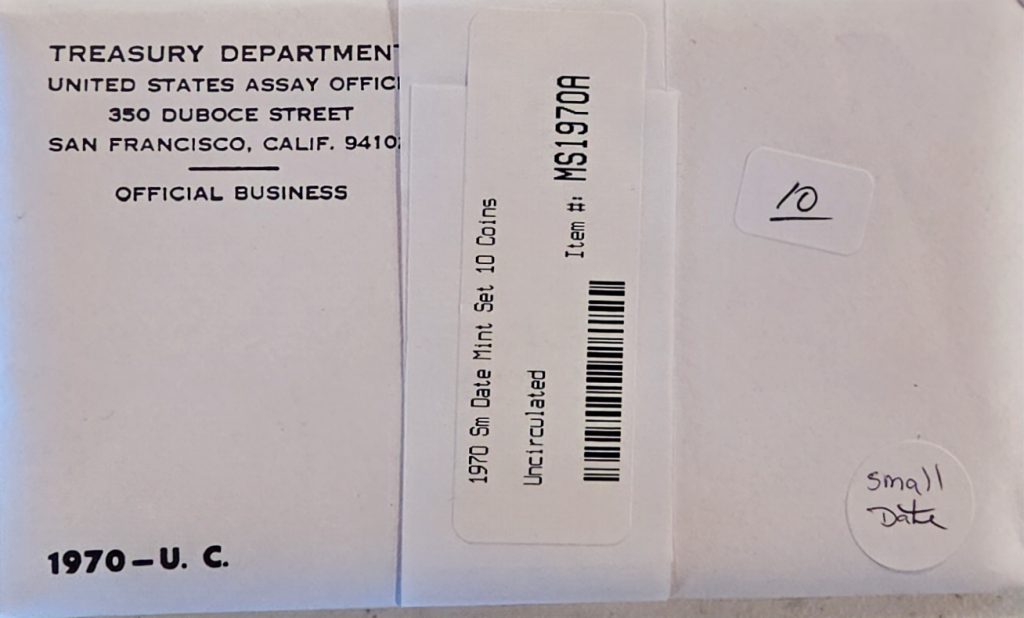 TREASURY DEPARTMEN
UNITED STATES ASSAY OFFIC
350 DUBOCE STREET
SAN FRANCISCO, CALIF. 9410
OFFICIAL BUSINESS
1970-U. C.
1970 Sm Date Mint Set 10 Coins
Uncirculated
Item #: MS1970A
10
small
Date